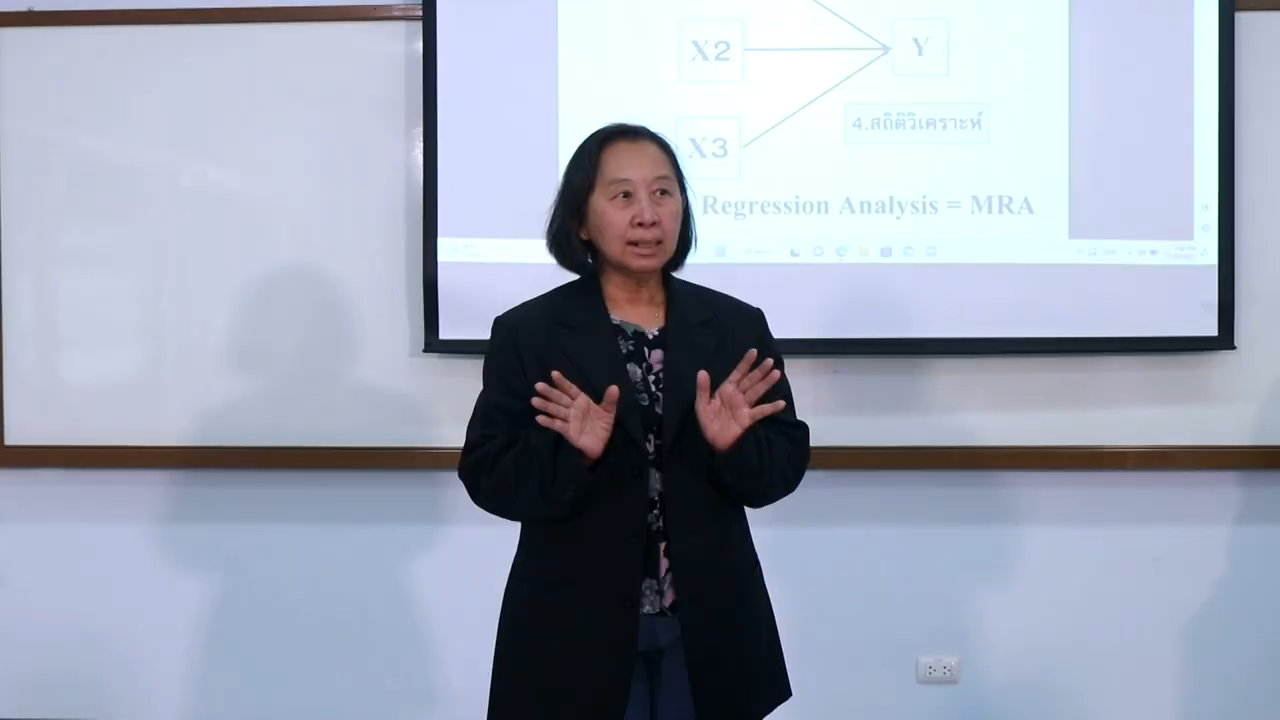 X2
Y
4.สถิติวิเคราะห์
X3
Regression Analysis = MRA